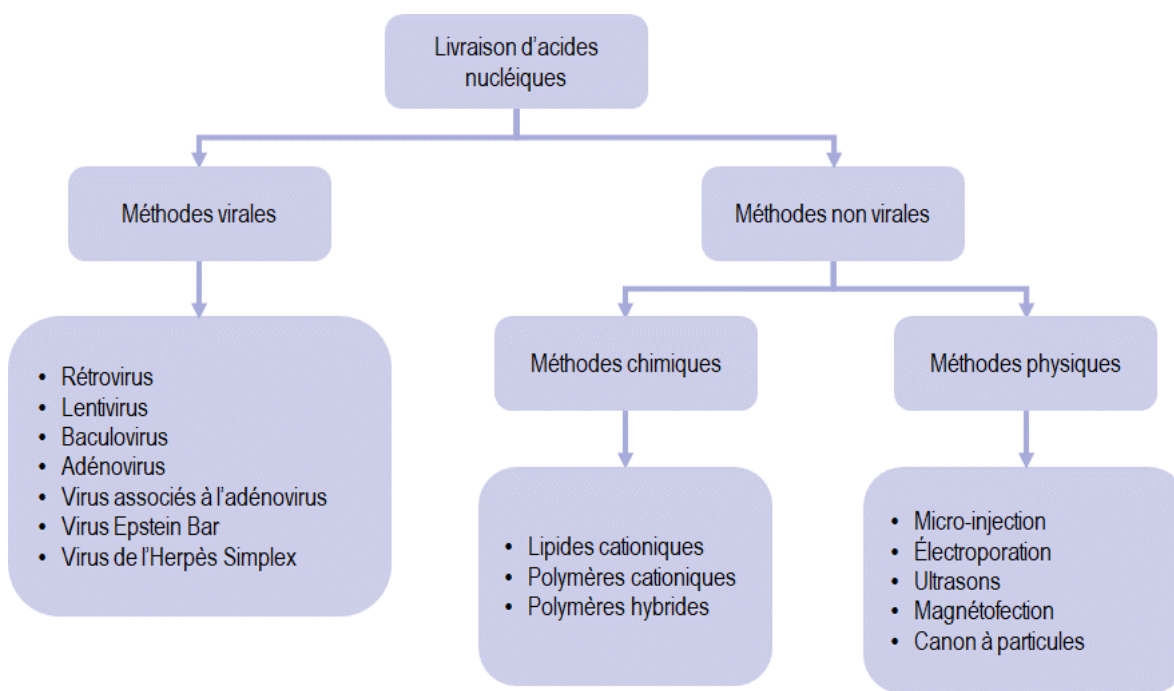 Livraison d’acides
nucléiques
Méthodes virales
Méthodes non virales
• Rétrovirus
• Lentivirus
• Baculovirus
• Adénovirus
• Virus associés à l’adénovirus
• Virus Epstein Bar
• Virus de l’Herpès Simplex
Méthodes chimiques
Méthodes physiques
• Lipides cationiques
• Polymères cationiques
• Polymères hybrides
• Micro-injection
• Électroporation
• Ultrasons
• Magnétofection
• Canon à particules